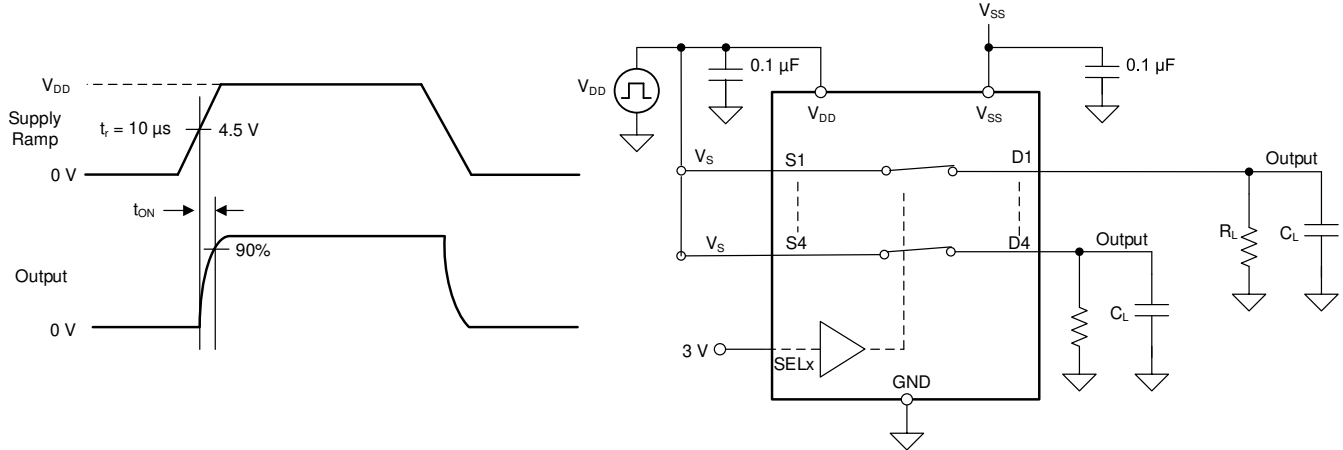 V_DD
Supply
Ramp
t_r = 10 µs
4.5 V
0 V
t_ON
90%
Output
0 V
V_SS
V_DD
0.1 µF
0.1 µF
V_DD
V_SS
V_S
S1
D1
Output
V_S
S4
D4
Output
R_L
C_L
C_L
3 V
SELx
GND